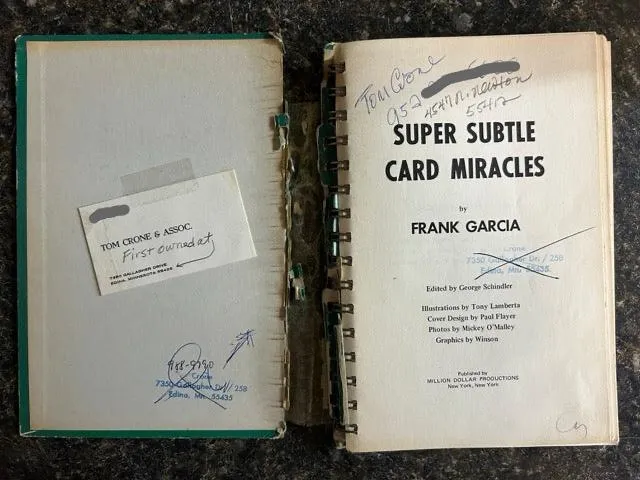 TOM CRONE & ASSOC.
First owned at
7350 GALLAGHER DRIVE
EDINA, MINNESOTA 55435
Crone
7350 Gallagher Dr. / 258
Edina, Mn. 55435
Tom Crone
952
55412
SUPER SUBTLE
CARD MIRACLES
by
FRANK GARCIA
Crone
7350 Gallagher Dr. / 258
Edina, Mn. 55435
Edited by George Schindler
Illustrations by Tony Lamberta
Cover Design by Paul Flayer
Photos by Mickey O'Malley
Graphics by Winson
Published by
MILLION DOLLAR PRODUCTIONS
New York, New York